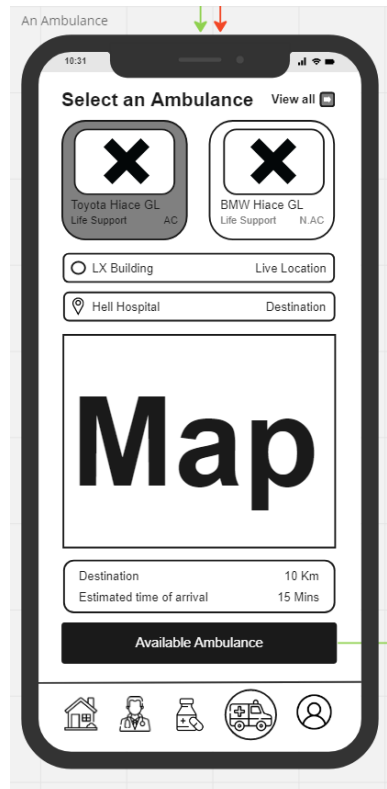 An Ambulance
10:31
Select an Ambulance View all
Toyota Hiace GL
Life Support AC
BMW Hiace GL
Life Support N.AC
LX Building Live Location
Hell Hospital Destination
Map
Destination 10 Km
Estimated time of arrival 15 Mins
Available Ambulance